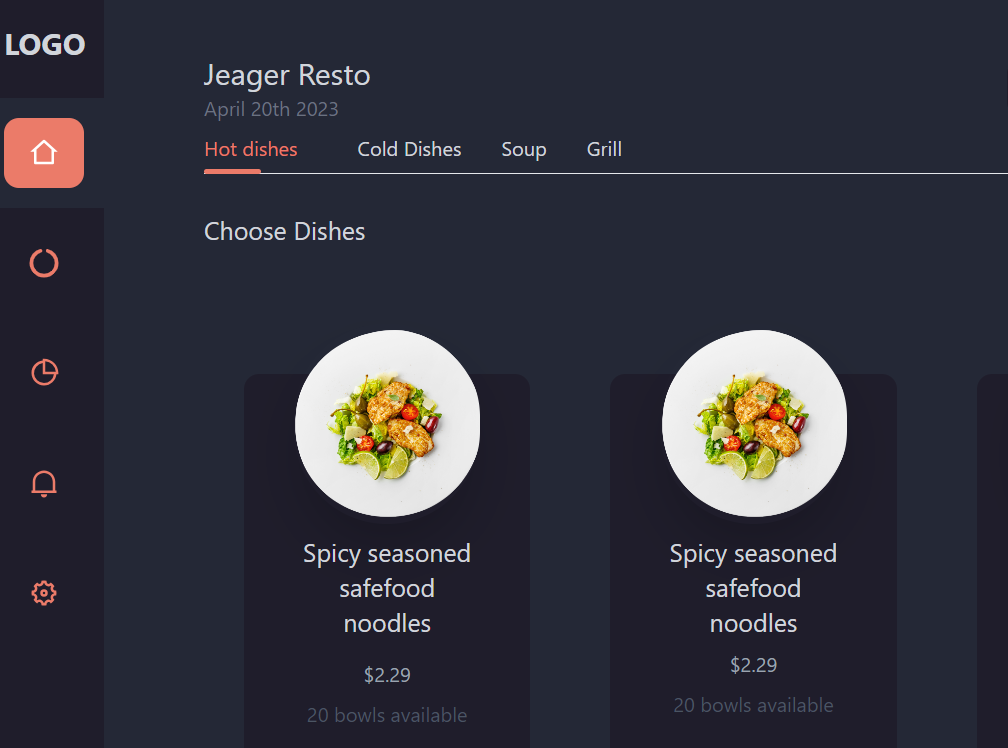 LOGO
Jeager Resto
April 20th 2023
Hot dishes Cold Dishes Soup Grill
Choose Dishes
Spicy seasoned
safefood
noodles
$2.29
20 bowls available
Spicy seasoned
safefood
noodles
$2.29
20 bowls available